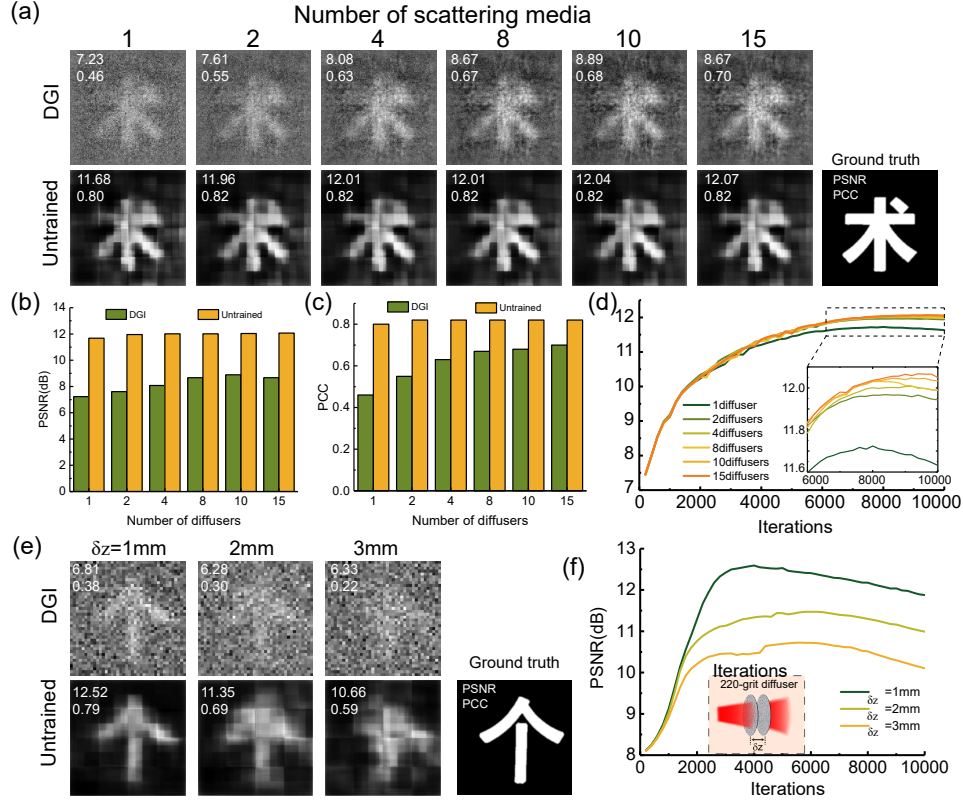 (a)
Number of scattering media
1 2 4 8 10 15
DGI
7.23 7.61 8.08 8.67 8.89 8.67
0.46 0.55 0.63 0.67 0.68 0.70
Untrained
11.68 11.96 12.01 12.01 12.04 12.07
0.80 0.82 0.82 0.82 0.82 0.82
Ground truth
PSNR
PCC
术
(b)
DGI Untrained
PSNR(dB)
14
12
10
8
6
4
2
0
1 2 4 8 10 15
Number of diffusers
(c)
DGI Untrained
PCC
0.8
0.6
0.4
0.2
0.0
1 2 4 8 10 15
Number of diffusers
(d)
12
11
10
9
8
7
1diffuser
2diffusers
4diffusers
8diffusers
10diffusers
15diffusers
12.0
11.8
11.6
6000 8000 10000
0 2000 4000 6000 8000 10000
Iterations
(e)
δz=1mm 2mm 3mm
DGI
6.81 6.28 6.33
0.38 0.30 0.22
Untrained
12.52 11.35 10.66
0.79 0.69 0.59
Ground truth
PSNR
PCC
个
(f)
PSNR(dB)
13
12
11
10
9
8
Iterations
220-grit diffuser
δz
δz =1mm
δz =2mm
δz =3mm
0 2000 4000 6000 8000 10000
Iterations